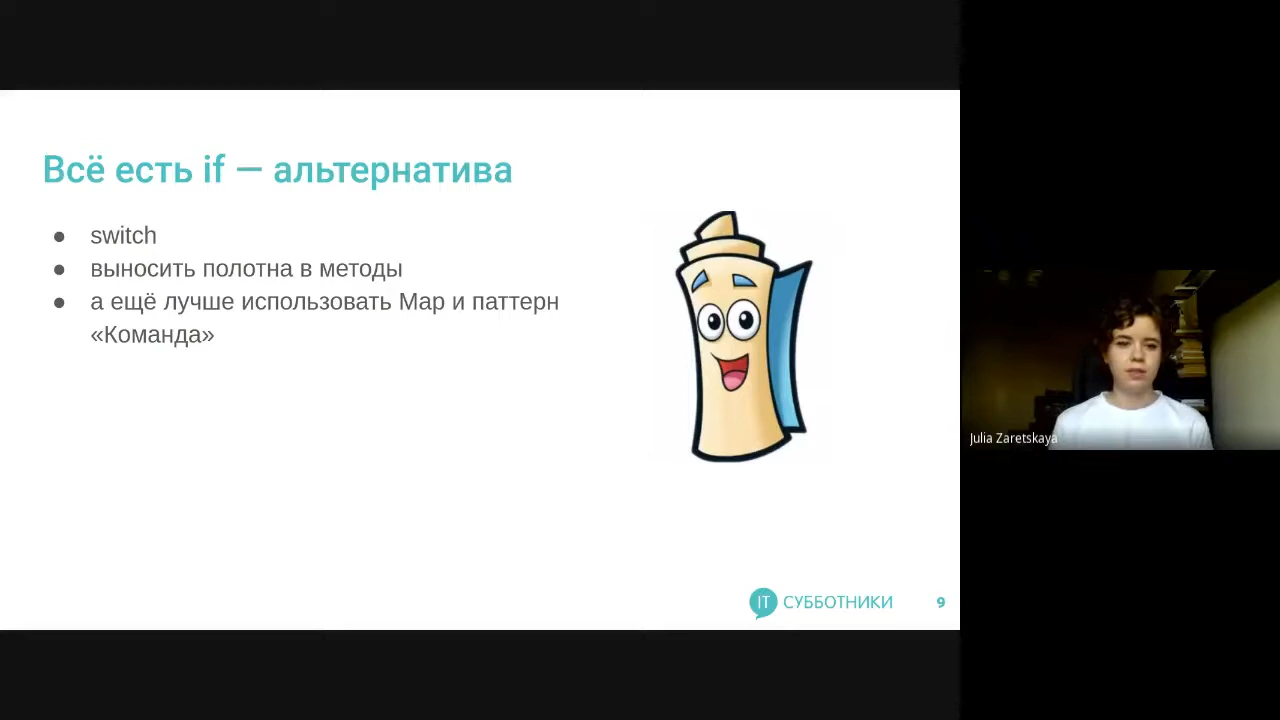 Всё есть if — альтернатива
● switch
● выносить полотна в методы
● а ещё лучше использовать Map и паттерн
«Команда»
IT СУББОТНИКИ 9
Julia Zaretskaya